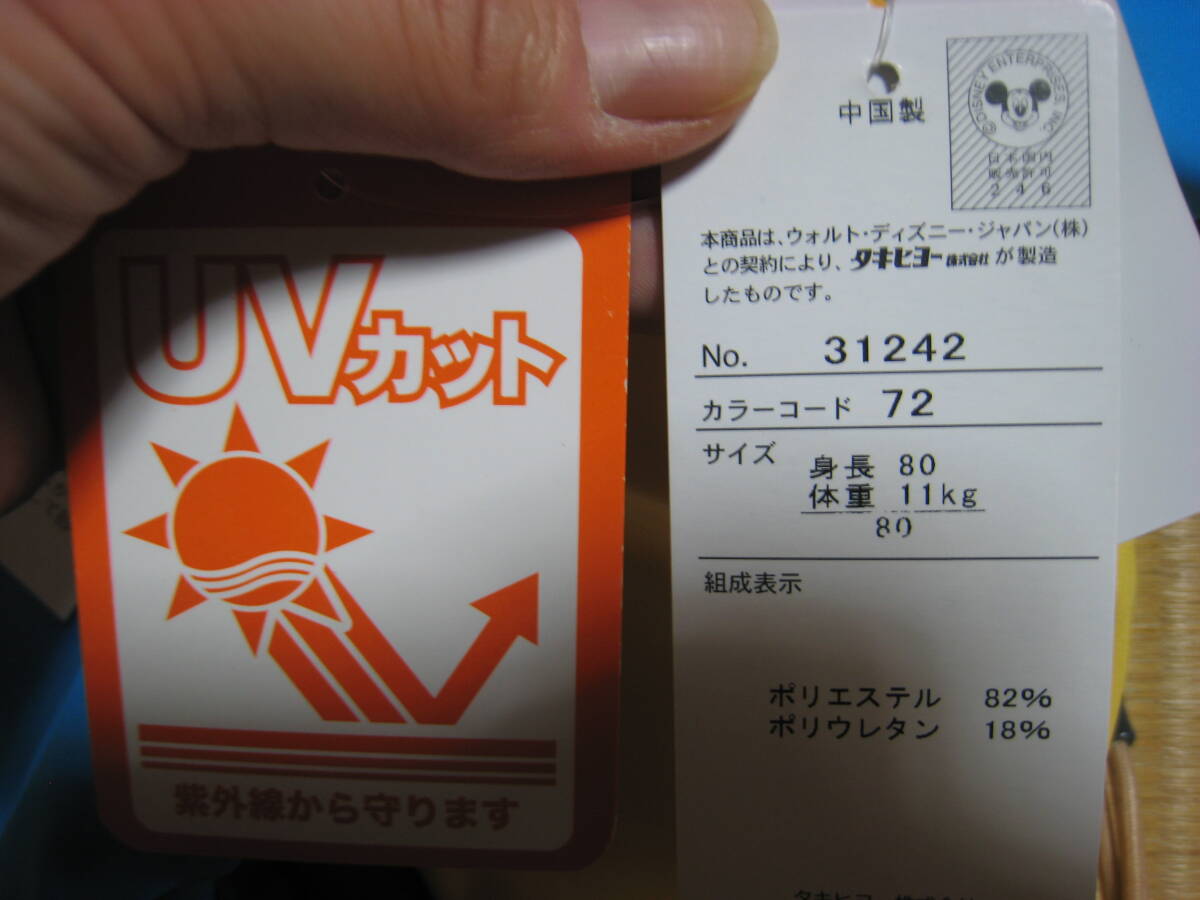 UVカット
紫外線から守ります
中国製
©DISNEY ENTERPRISES, INC.
日本国内
販売許可
246
本商品は、ウォルト・ディズニー・ジャパン(株)
との契約により、タキヒヨー株式会社が製造
したものです。
No. 31242
カラーコード 72
サイズ 身長 80
体重 11kg
80
組成表示
ポリエステル 82%
ポリウレタン 18%